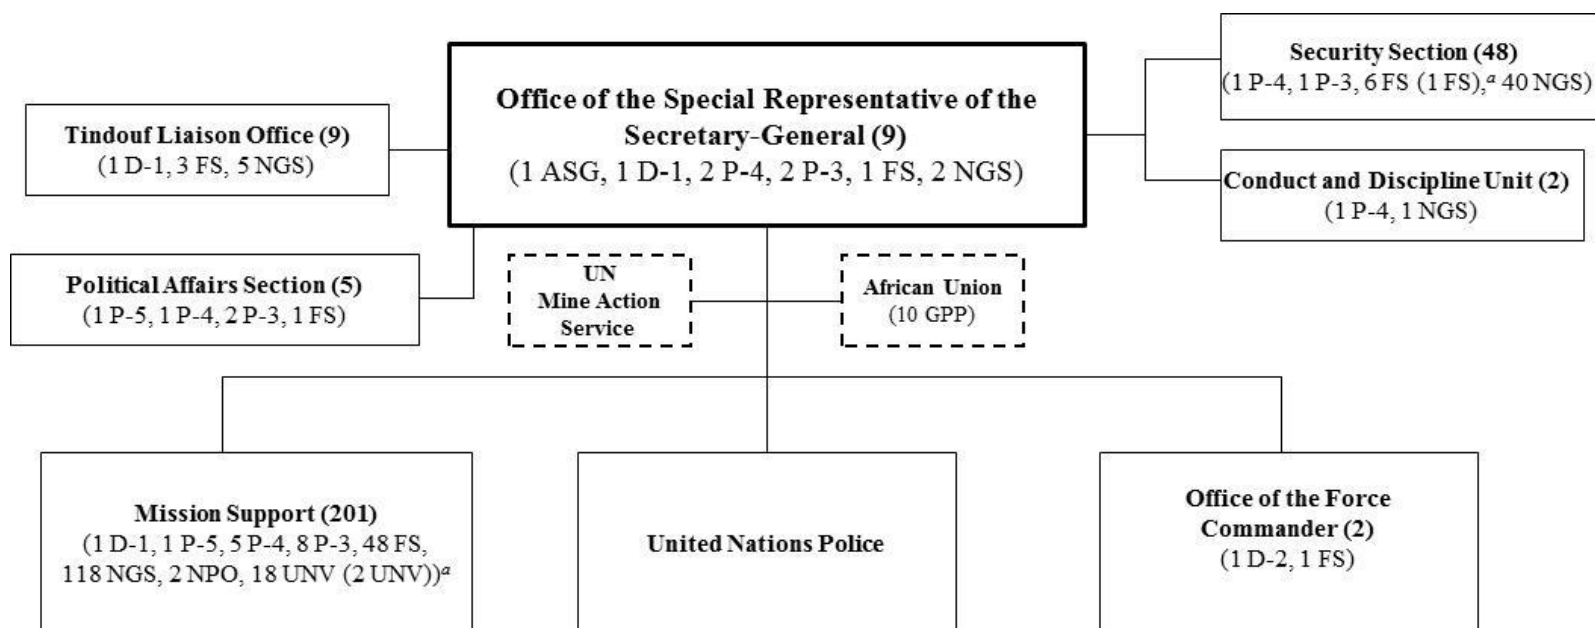 Office of the Special Representative of the
Secretary-General (9)
(1 ASG, 1 D-1, 2 P-4, 2 P-3, 1 FS, 2 NGS)
Security Section (48)
(1 P-4, 1 P-3, 6 FS (1 FS),ᵃ 40 NGS)
Tindouf Liaison Office (9)
(1 D-1, 3 FS, 5 NGS)
Conduct and Discipline Unit (2)
(1 P-4, 1 NGS)
Political Affairs Section (5)
(1 P-5, 1 P-4, 2 P-3, 1 FS)
UN
Mine Action
Service
African Union
(10 GPP)
Mission Support (201)
(1 D-1, 1 P-5, 5 P-4, 8 P-3, 48 FS,
118 NGS, 2 NPO, 18 UNV (2 UNV))ᵃ
United Nations Police
Office of the Force
Commander (2)
(1 D-2, 1 FS)